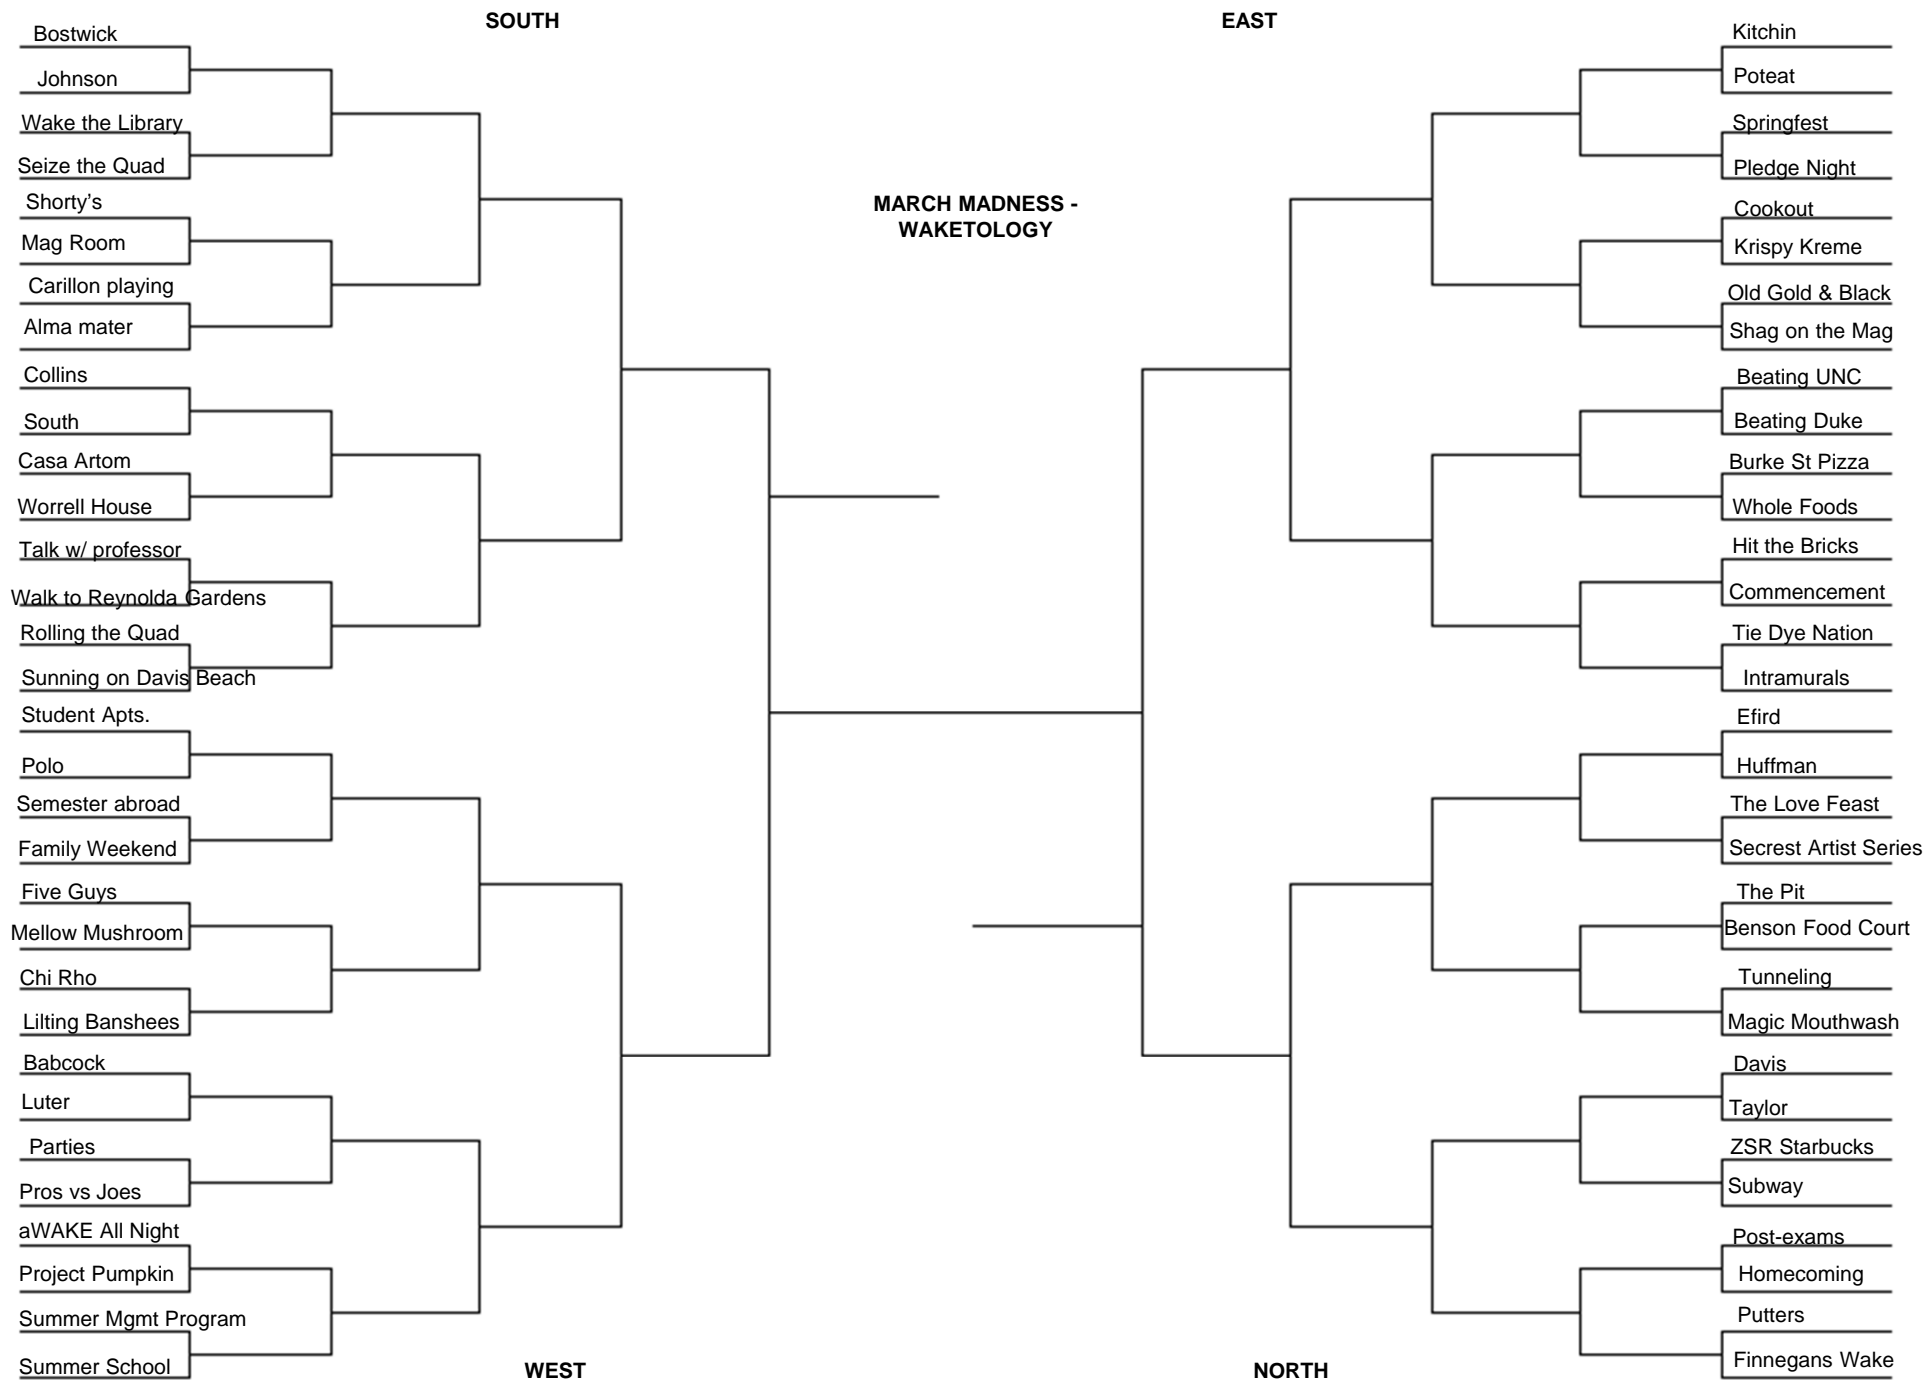 SOUTH
EAST
MARCH MADNESS -
WAKETOLOGY
Bostwick
Johnson
Wake the Library
Seize the Quad
Shorty’s
Mag Room
Carillon playing
Alma mater
Collins
South
Casa Artom
Worrell House
Talk w/ professor
Walk to Reynolda Gardens
Rolling the Quad
Sunning on Davis Beach
Student Apts.
Polo
Semester abroad
Family Weekend
Five Guys
Mellow Mushroom
Chi Rho
Lilting Banshees
Babcock
Luter
Parties
Pros vs Joes
aWAKE All Night
Project Pumpkin
Summer Mgmt Program
Summer School
Kitchin
Poteat
Springfest
Pledge Night
Cookout
Krispy Kreme
Old Gold & Black
Shag on the Mag
Beating UNC
Beating Duke
Burke St Pizza
Whole Foods
Hit the Bricks
Commencement
Tie Dye Nation
Intramurals
Efird
Huffman
The Love Feast
Secrest Artist Series
The Pit
Benson Food Court
Tunneling
Magic Mouthwash
Davis
Taylor
ZSR Starbucks
Subway
Post-exams
Homecoming
Putters
Finnegans Wake
WEST
NORTH